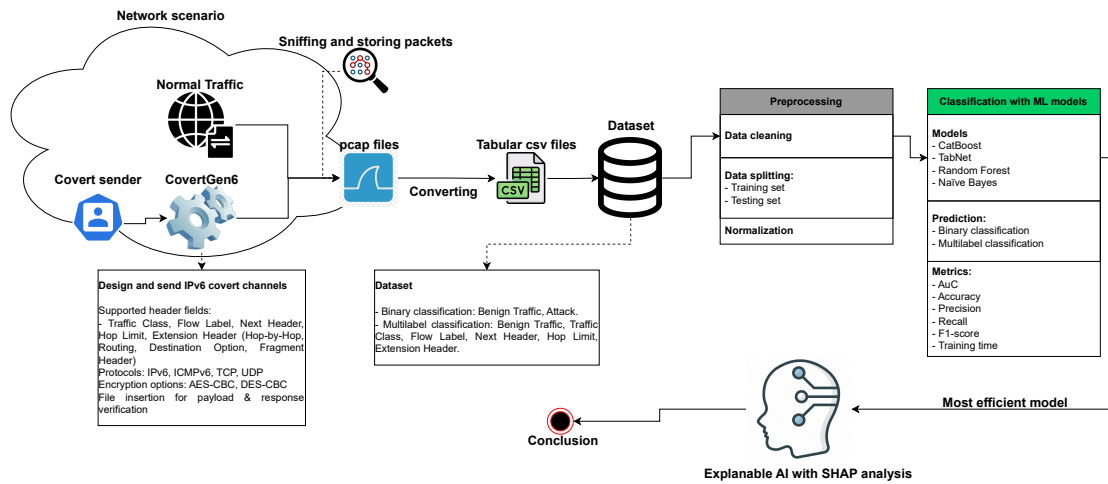 Network scenario
Sniffing and storing packets
Normal Traffic
Covert sender
CovertGen6
pcap files
Converting
Tabular csv files
CSV
Dataset
Preprocessing
Data cleaning
Data splitting:
- Training set
- Testing set
Normalization
Classification with ML models
Models
- CatBoost
- TabNet
- Random Forest
- Naïve Bayes
Prediction:
- Binary classification
- Multilabel classification
Metrics:
- AuC
- Accuracy
- Precision
- Recall
- F1-score
- Training time
Design and send IPv6 covert channels
Supported header fields:
- Traffic Class, Flow Label, Next Header,
Hop Limit, Extension Header (Hop-by-Hop,
Routing, Destination Option, Fragment
Header)
Protocols: IPv6, ICMPv6, TCP, UDP
Encryption options: AES-CBC, DES-CBC
File insertion for payload & response
verification
Dataset
- Binary classification: Benign Traffic, Attack.
- Multilabel classification: Benign Traffic, Traffic
Class, Flow Label, Next Header, Hop Limit,
Extension Header.
Most efficient model
Conclusion
Explanable AI with SHAP analysis